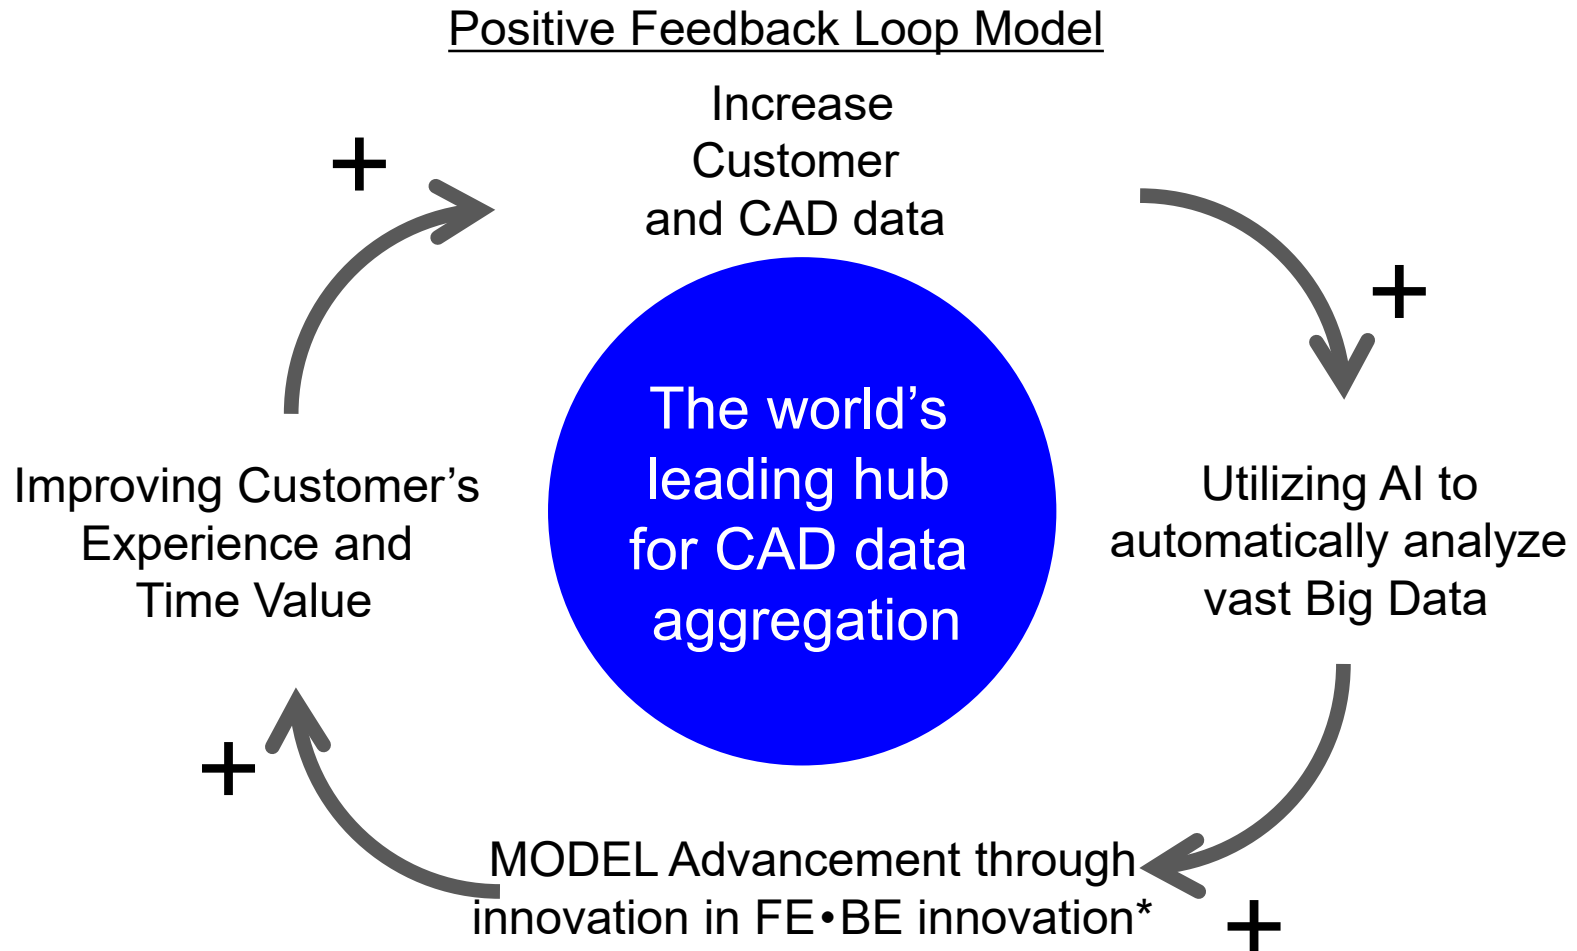 Positive Feedback Loop Model
Increase
Customer
and CAD data
+
+
The world’s
leading hub
for CAD data
aggregation
Improving Customer’s
Experience and
Time Value
Utilizing AI to
automatically analyze
vast Big Data
+
MODEL Advancement through
innovation in FE•BE innovation*
+